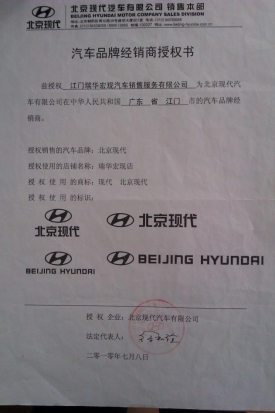 北京现代汽车有限公司 销售本部
BEIJING HYUNDAI MOTOR COMPANY SALES DIVISION
汽车品牌经销商授权书
兹授权 江门瑞华宏现汽车销售服务有限公司 为北京现代
汽车有限公司在中华人民共和国 广东 省 江门 市的汽车品牌经
销商。
授权销售的汽车品牌：北京现代
授权使用的店铺名称：瑞华宏现店
授 权 使 用 的 商 标：现代 北京现代
授 权 使 用 的 标识：
HYUNDAI 北京现代
北京现代
HYUNDAI BEIJING HYUNDAI
BEIJING HYUNDAI
授 权 企业：北京现代汽车有限公司
法定代表人：
二〇一〇年七月八日